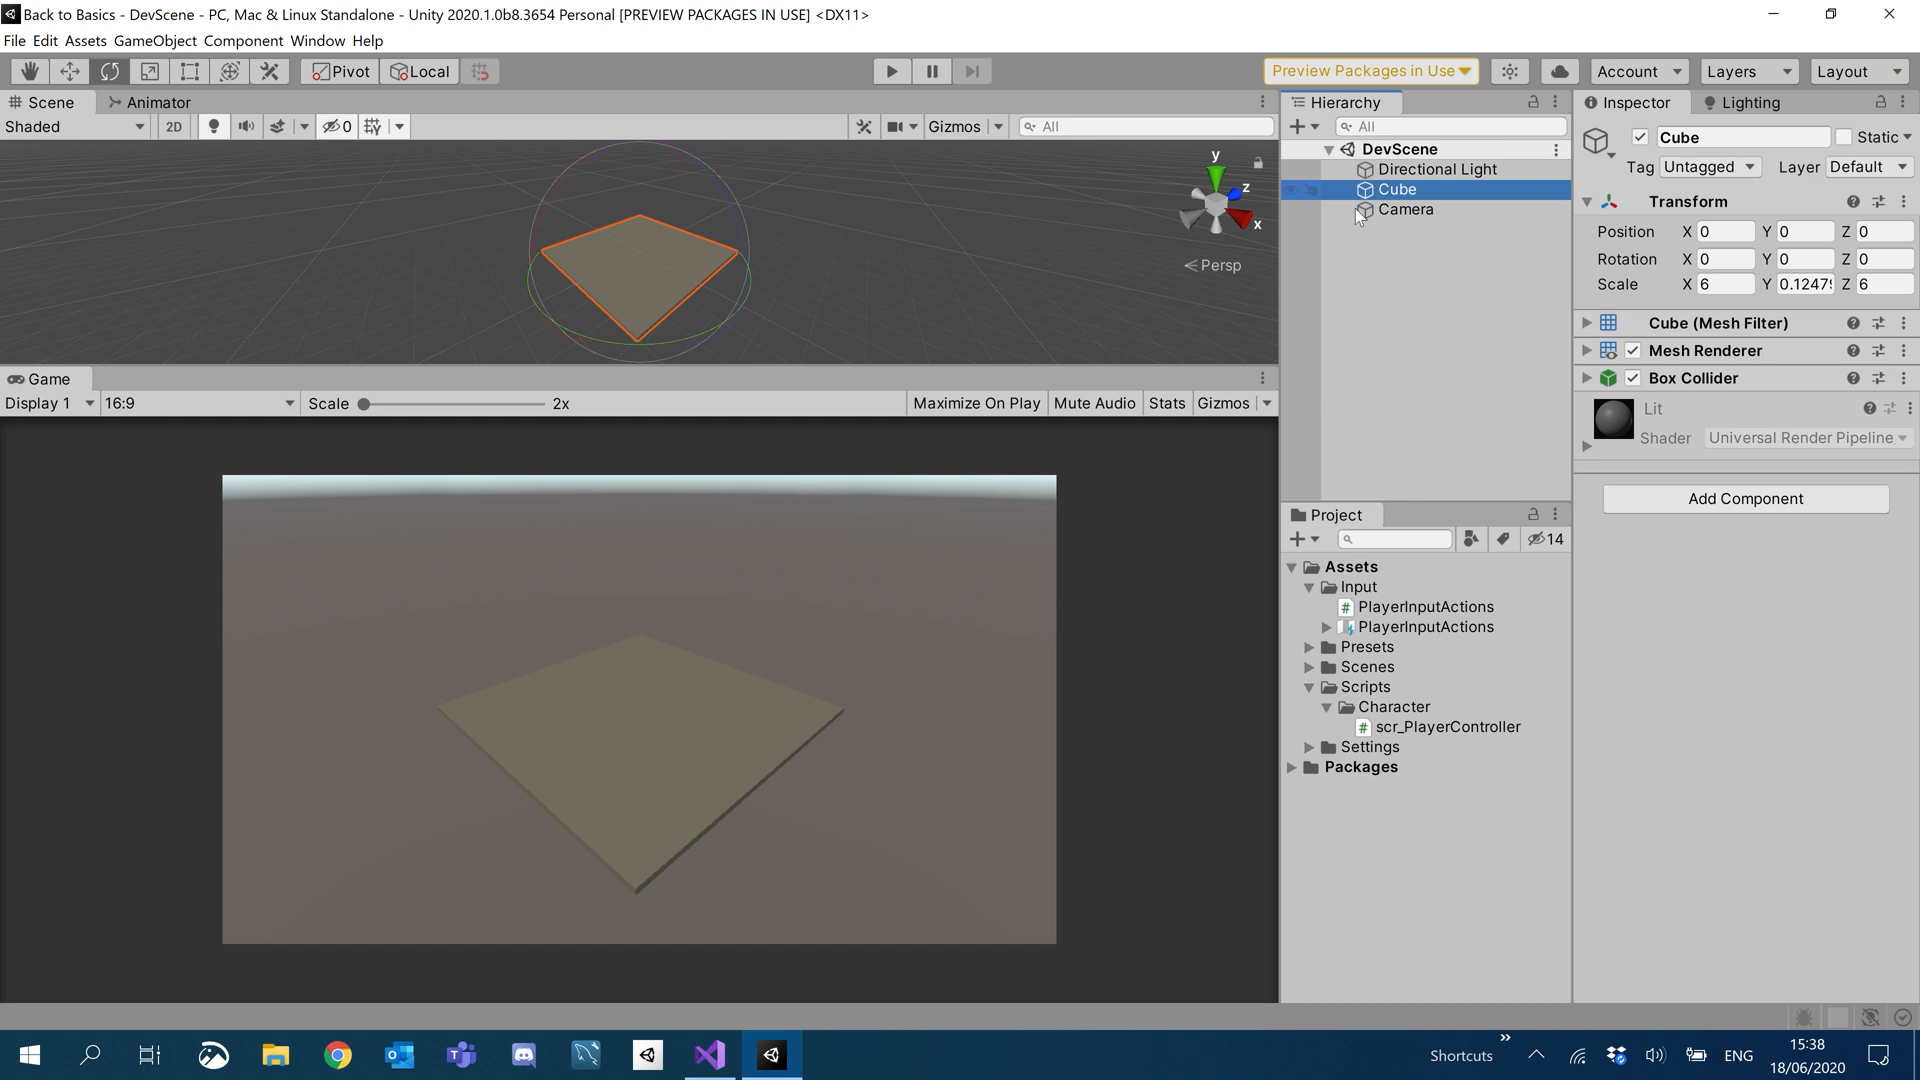 Back to Basics - DevScene - PC, Mac & Linux Standalone - Unity 2020.1.0b8.3654 Personal [PREVIEW PACKAGES IN USE] <DX11>
File Edit Assets GameObject Component Window Help
Pivot Local Preview Packages in Use Account Layers Layout
Scene Animator
Shaded 2D 0 Gizmos All
y
z
x
Persp
Game
Display 1 16:9 Scale 2x Maximize On Play Mute Audio Stats Gizmos
Hierarchy
All
DevScene
Directional Light
Cube
Camera
Project
14
Assets
Input
PlayerInputActions
PlayerInputActions
Presets
Scenes
Scripts
Character
scr_PlayerController
Settings
Packages
Inspector Lighting
Cube Static
Tag Untagged Layer Default
Transform
Position X 0 Y 0 Z 0
Rotation X 0 Y 0 Z 0
Scale X 6 Y 0.1247 Z 6
Cube (Mesh Filter)
Mesh Renderer
Box Collider
Lit
Shader Universal Render Pipeline
Add Component
Shortcuts ENG 15:38
18/06/2020